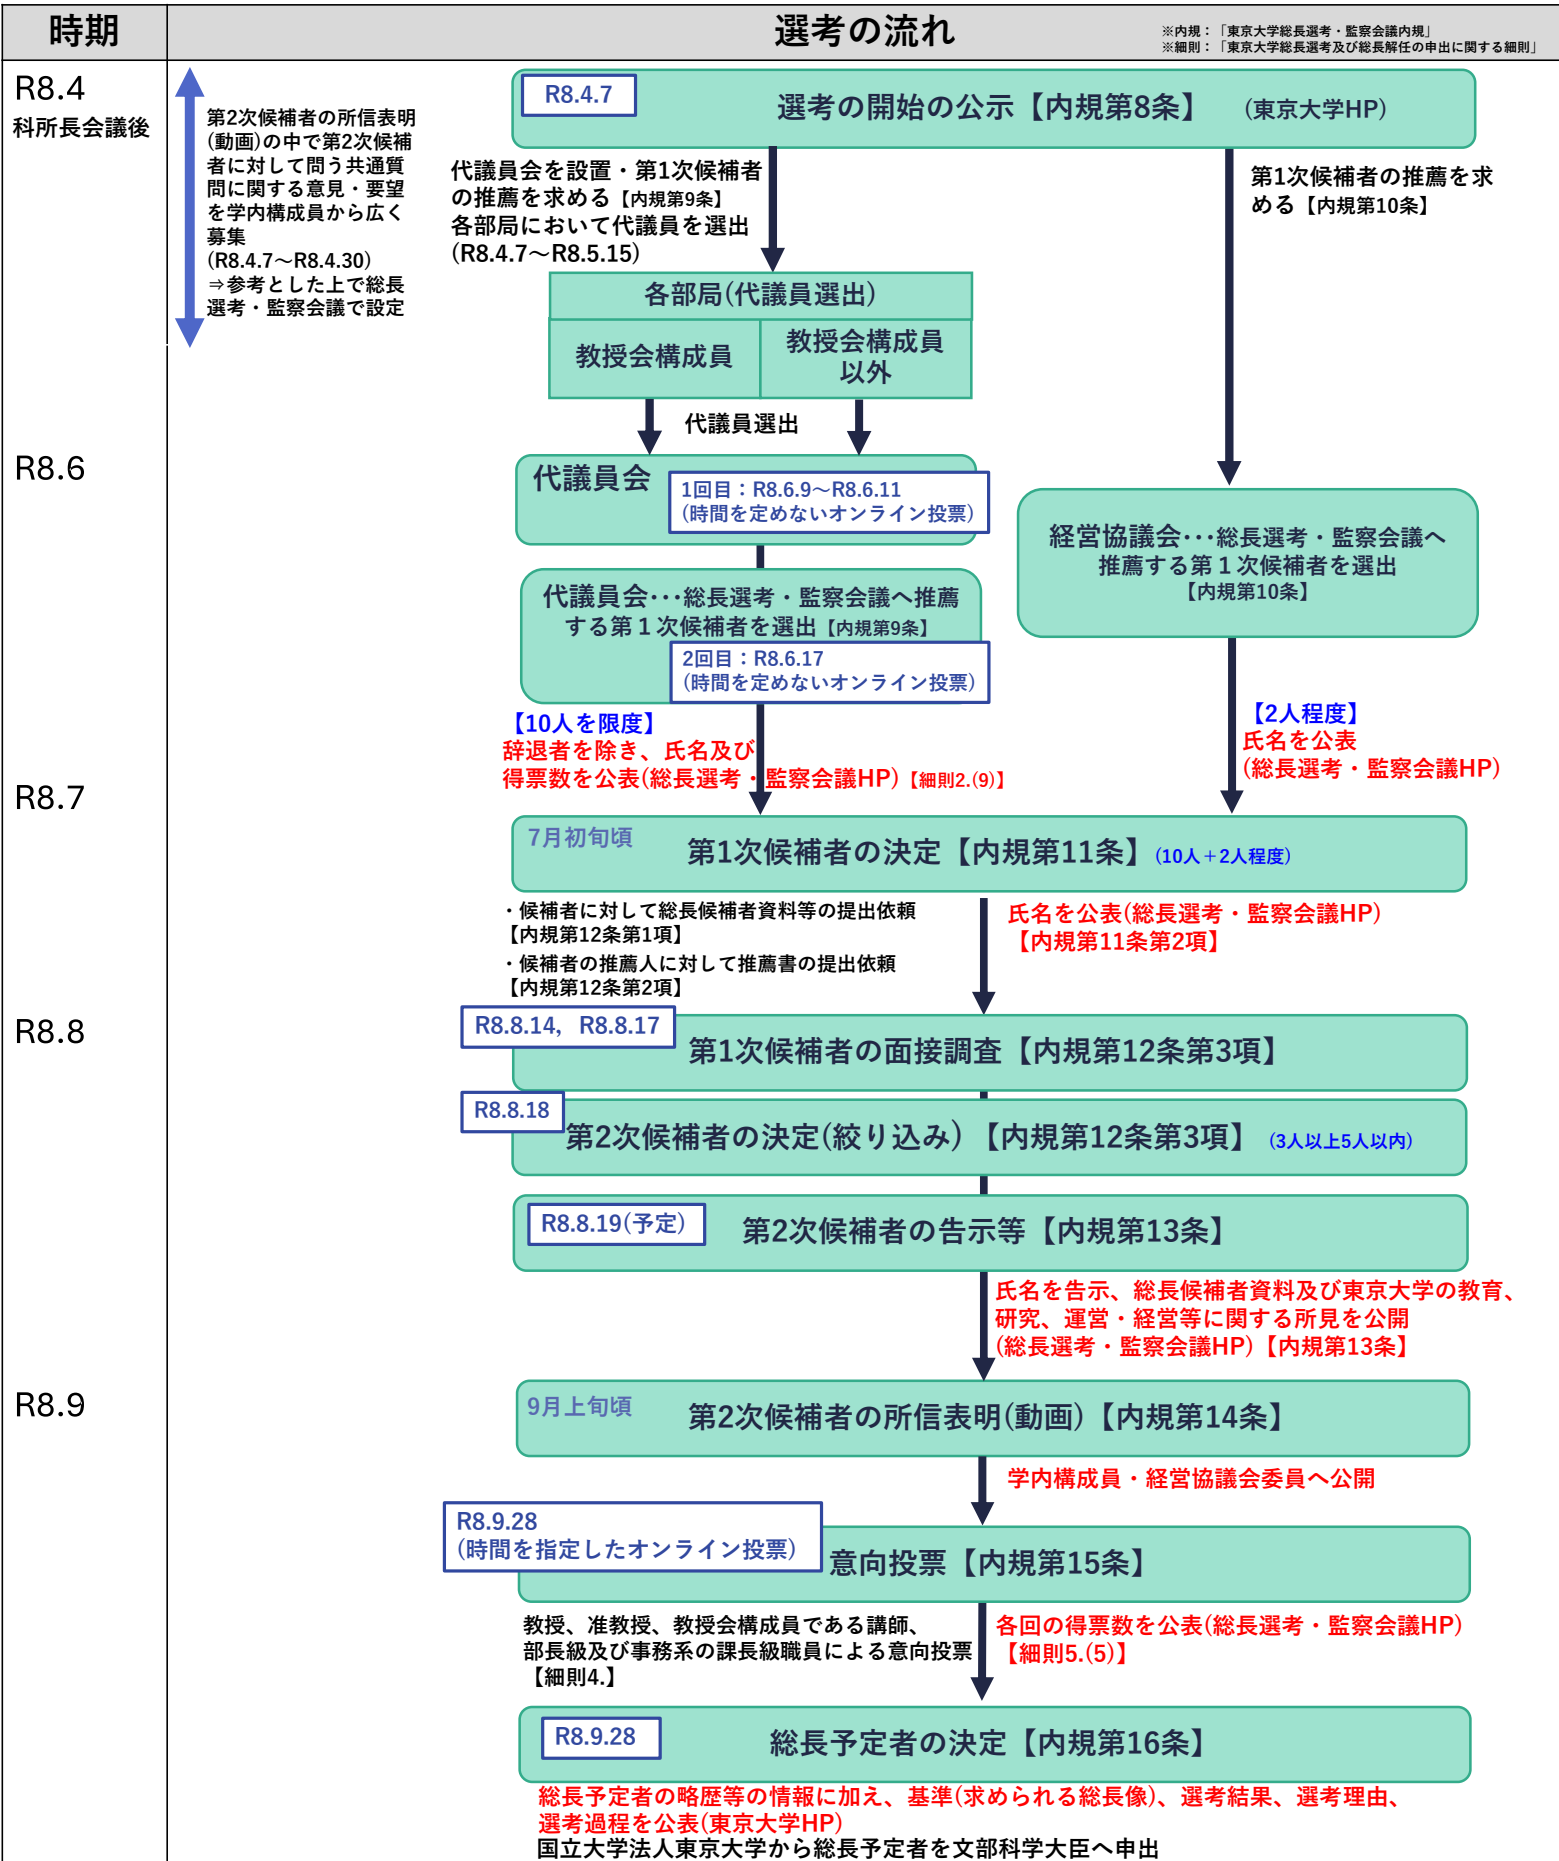 時期
選考の流れ
※内規：「東京大学総長選考・監察会議内規」
※細則：「東京大学総長選考及び総長解任の申出に関する細則」
R8.4
科所長会議後
第2次候補者の所信表明
(動画)の中で第2次候補
者に対して問う共通質
問に関する意見・要望
を学内構成員から広く
募集
(R8.4.7～R8.4.30)
⇒参考とした上で総長
選考・監察会議で設定
R8.4.7
選考の開始の公示【内規第8条】 (東京大学HP)
代議員会を設置・第1次候補者
の推薦を求める【内規第9条】
各部局において代議員を選出
(R8.4.7～R8.5.15)
第1次候補者の推薦を求
める【内規第10条】
各部局(代議員選出)
教授会構成員
教授会構成員
以外
代議員選出
R8.6
代議員会
1回目：R8.6.9～R8.6.11
(時間を定めないオンライン投票)
経営協議会･･･総長選考・監察会議へ
推薦する第１次候補者を選出
【内規第10条】
代議員会･･･総長選考・監察会議へ推薦
する第１次候補者を選出【内規第9条】
2回目：R8.6.17
(時間を定めないオンライン投票)
【10人を限度】
辞退者を除き、氏名及び
得票数を公表(総長選考・監察会議HP)【細則2.(9)】
【2人程度】
氏名を公表
(総長選考・監察会議HP)
R8.7
7月初旬頃
第1次候補者の決定【内規第11条】(10人＋2人程度)
・候補者に対して総長候補者資料等の提出依頼
【内規第12条第1項】
・候補者の推薦人に対して推薦書の提出依頼
【内規第12条第2項】
氏名を公表(総長選考・監察会議HP)
【内規第11条第2項】
R8.8
R8.8.14, R8.8.17
第1次候補者の面接調査【内規第12条第3項】
R8.8.18
第2次候補者の決定(絞り込み)【内規第12条第3項】 (3人以上5人以内)
R8.8.19(予定)
第2次候補者の告示等【内規第13条】
氏名を告示、総長候補者資料及び東京大学の教育、
研究、運営・経営等に関する所見を公開
(総長選考・監察会議HP)【内規第13条】
R8.9
9月上旬頃
第2次候補者の所信表明(動画)【内規第14条】
学内構成員・経営協議会委員へ公開
R8.9.28
(時間を指定したオンライン投票)
意向投票【内規第15条】
教授、准教授、教授会構成員である講師、
部長級及び事務系の課長級職員による意向投票
【細則4.】
各回の得票数を公表(総長選考・監察会議HP)
【細則5.(5)】
R8.9.28
総長予定者の決定【内規第16条】
総長予定者の略歴等の情報に加え、基準(求められる総長像)、選考結果、選考理由、
選考過程を公表(東京大学HP)
国立大学法人東京大学から総長予定者を文部科学大臣へ申出